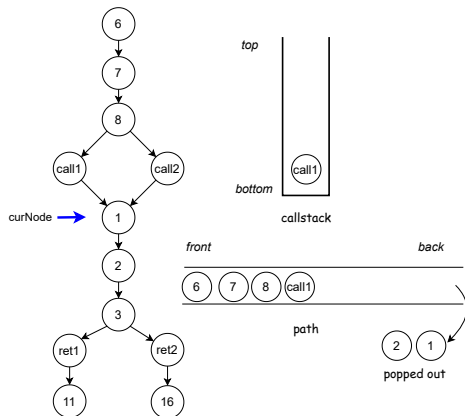 6
7
8
call1
call2
curNode
1
2
3
ret1
ret2
11
16
top
call1
bottom
callstack
front
back
6
7
8
call1
path
2
1
popped out